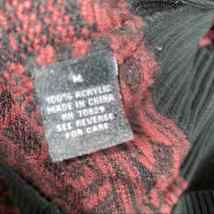 M
100% ACRYLIC
MADE IN CHINA
RN 70829
SEE REVERSE
FOR CARE